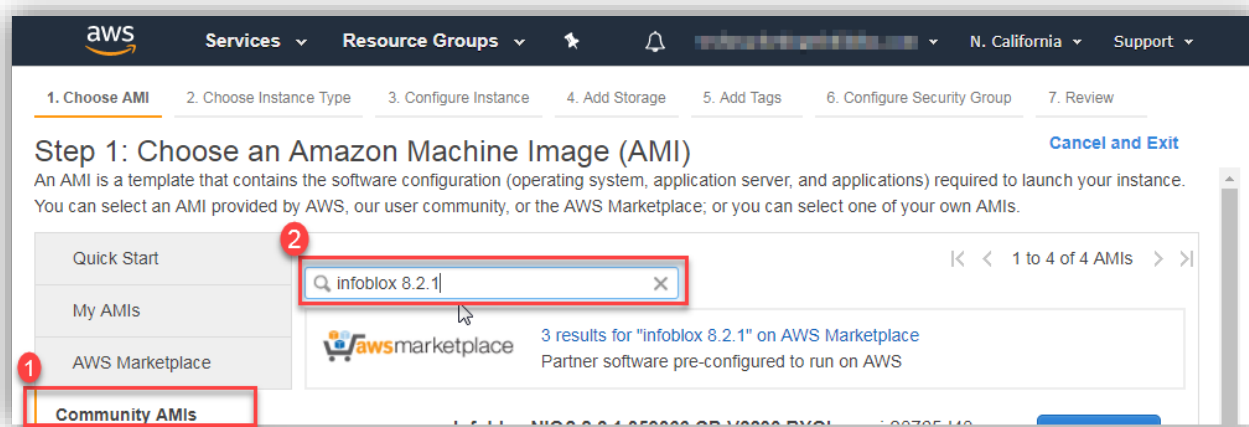 aws Services Resource Groups N. California Support
1. Choose AMI 2. Choose Instance Type 3. Configure Instance 4. Add Storage 5. Add Tags 6. Configure Security Group 7. Review
Step 1: Choose an Amazon Machine Image (AMI)
Cancel and Exit
An AMI is a template that contains the software configuration (operating system, application server, and applications) required to launch your instance.
You can select an AMI provided by AWS, our user community, or the AWS Marketplace; or you can select one of your own AMIs.
Quick Start
My AMIs
AWS Marketplace
1
Community AMIs
2
infoblox 8.2.1
1 to 4 of 4 AMIs
awsmarketplace
3 results for "infoblox 8.2.1" on AWS Marketplace
Partner software pre-configured to run on AWS